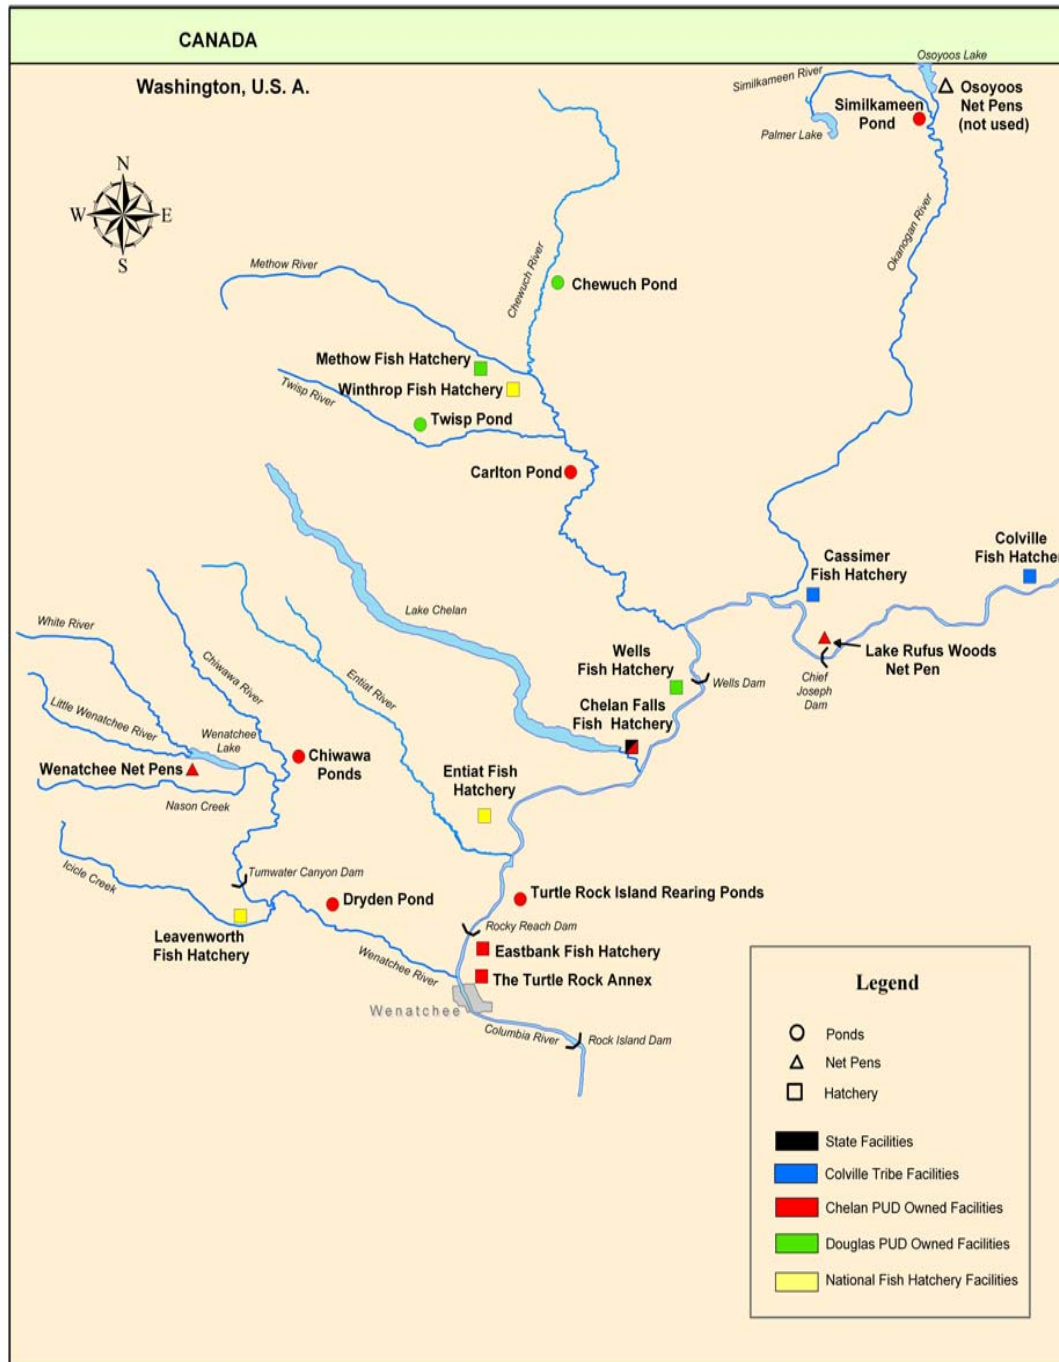 CANADA
Washington, U.S. A.
Osoyoos Lake
Similkameen River
Osoyoos
Net Pens
(not used)
Similkameen
Pond
Palmer Lake
N
W
E
S
Okanogan River
Methow River
Chewuch River
Chewuch Pond
Methow Fish Hatchery
Winthrop Fish Hatchery
Twisp River
Twisp Pond
Carlton Pond
Colville
Fish Hatcher
Cassimer
Fish Hatchery
Lake Chelan
White River
Chiwawa River
Entiat River
Wells
Fish Hatchery
Lake Rufus Woods
Net Pen
Chief
Joseph
Dam
Wells Dam
Little Wenatchee River
Wenatchee
Lake
Chelan Falls
Fish Hatchery
Wenatchee Net Pens
Chiwawa
Ponds
Entiat Fish
Hatchery
Nason Creek
Icicle Creek
Tumwater Canyon Dam
Dryden Pond
Turtle Rock Island Rearing Ponds
Leavenworth
Fish Hatchery
Rocky Reach Dam
Eastbank Fish Hatchery
Wenatchee River
The Turtle Rock Annex
Wenatchee
Columbia River
Rock Island Dam
Legend
Ponds
Net Pens
Hatchery
State Facilities
Colville Tribe Facilities
Chelan PUD Owned Facilities
Douglas PUD Owned Facilities
National Fish Hatchery Facilities